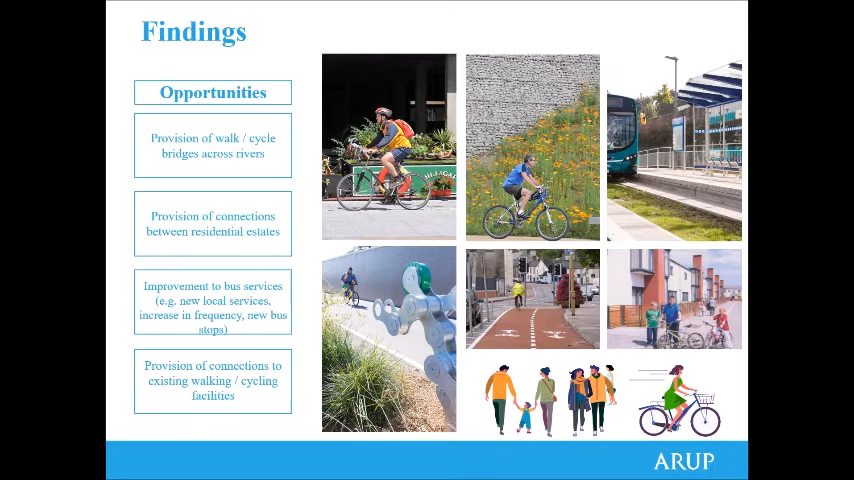 Findings
Opportunities
Provision of walk / cycle
bridges across rivers
Provision of connections
between residential estates
Improvement to bus services
(e.g. new local services,
increase in frequency, new bus
stops)
Provision of connections to
existing walking / cycling
facilities
ARUP